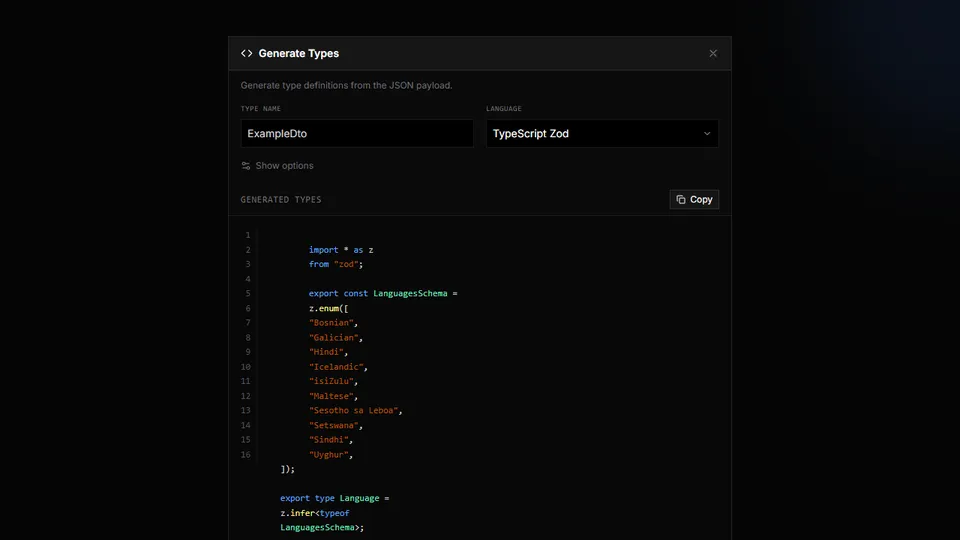 Generate Types
Generate type definitions from the JSON payload.
TYPE NAME
LANGUAGE
ExampleDto
TypeScript Zod
Show options
GENERATED TYPES
Copy
1
2 import * as z
3 from "zod";
4
5 export const LanguagesSchema =
6 z.enum([
7 "Bosnian",
8 "Galician",
9 "Hindi",
10 "Icelandic",
11 "isiZulu",
12 "Maltese",
13 "Sesotho sa Leboa",
14 "Setswana",
15 "Sindhi",
16 "Uyghur",
]);
export type Language =
z.infer<typeof
LanguagesSchema>;